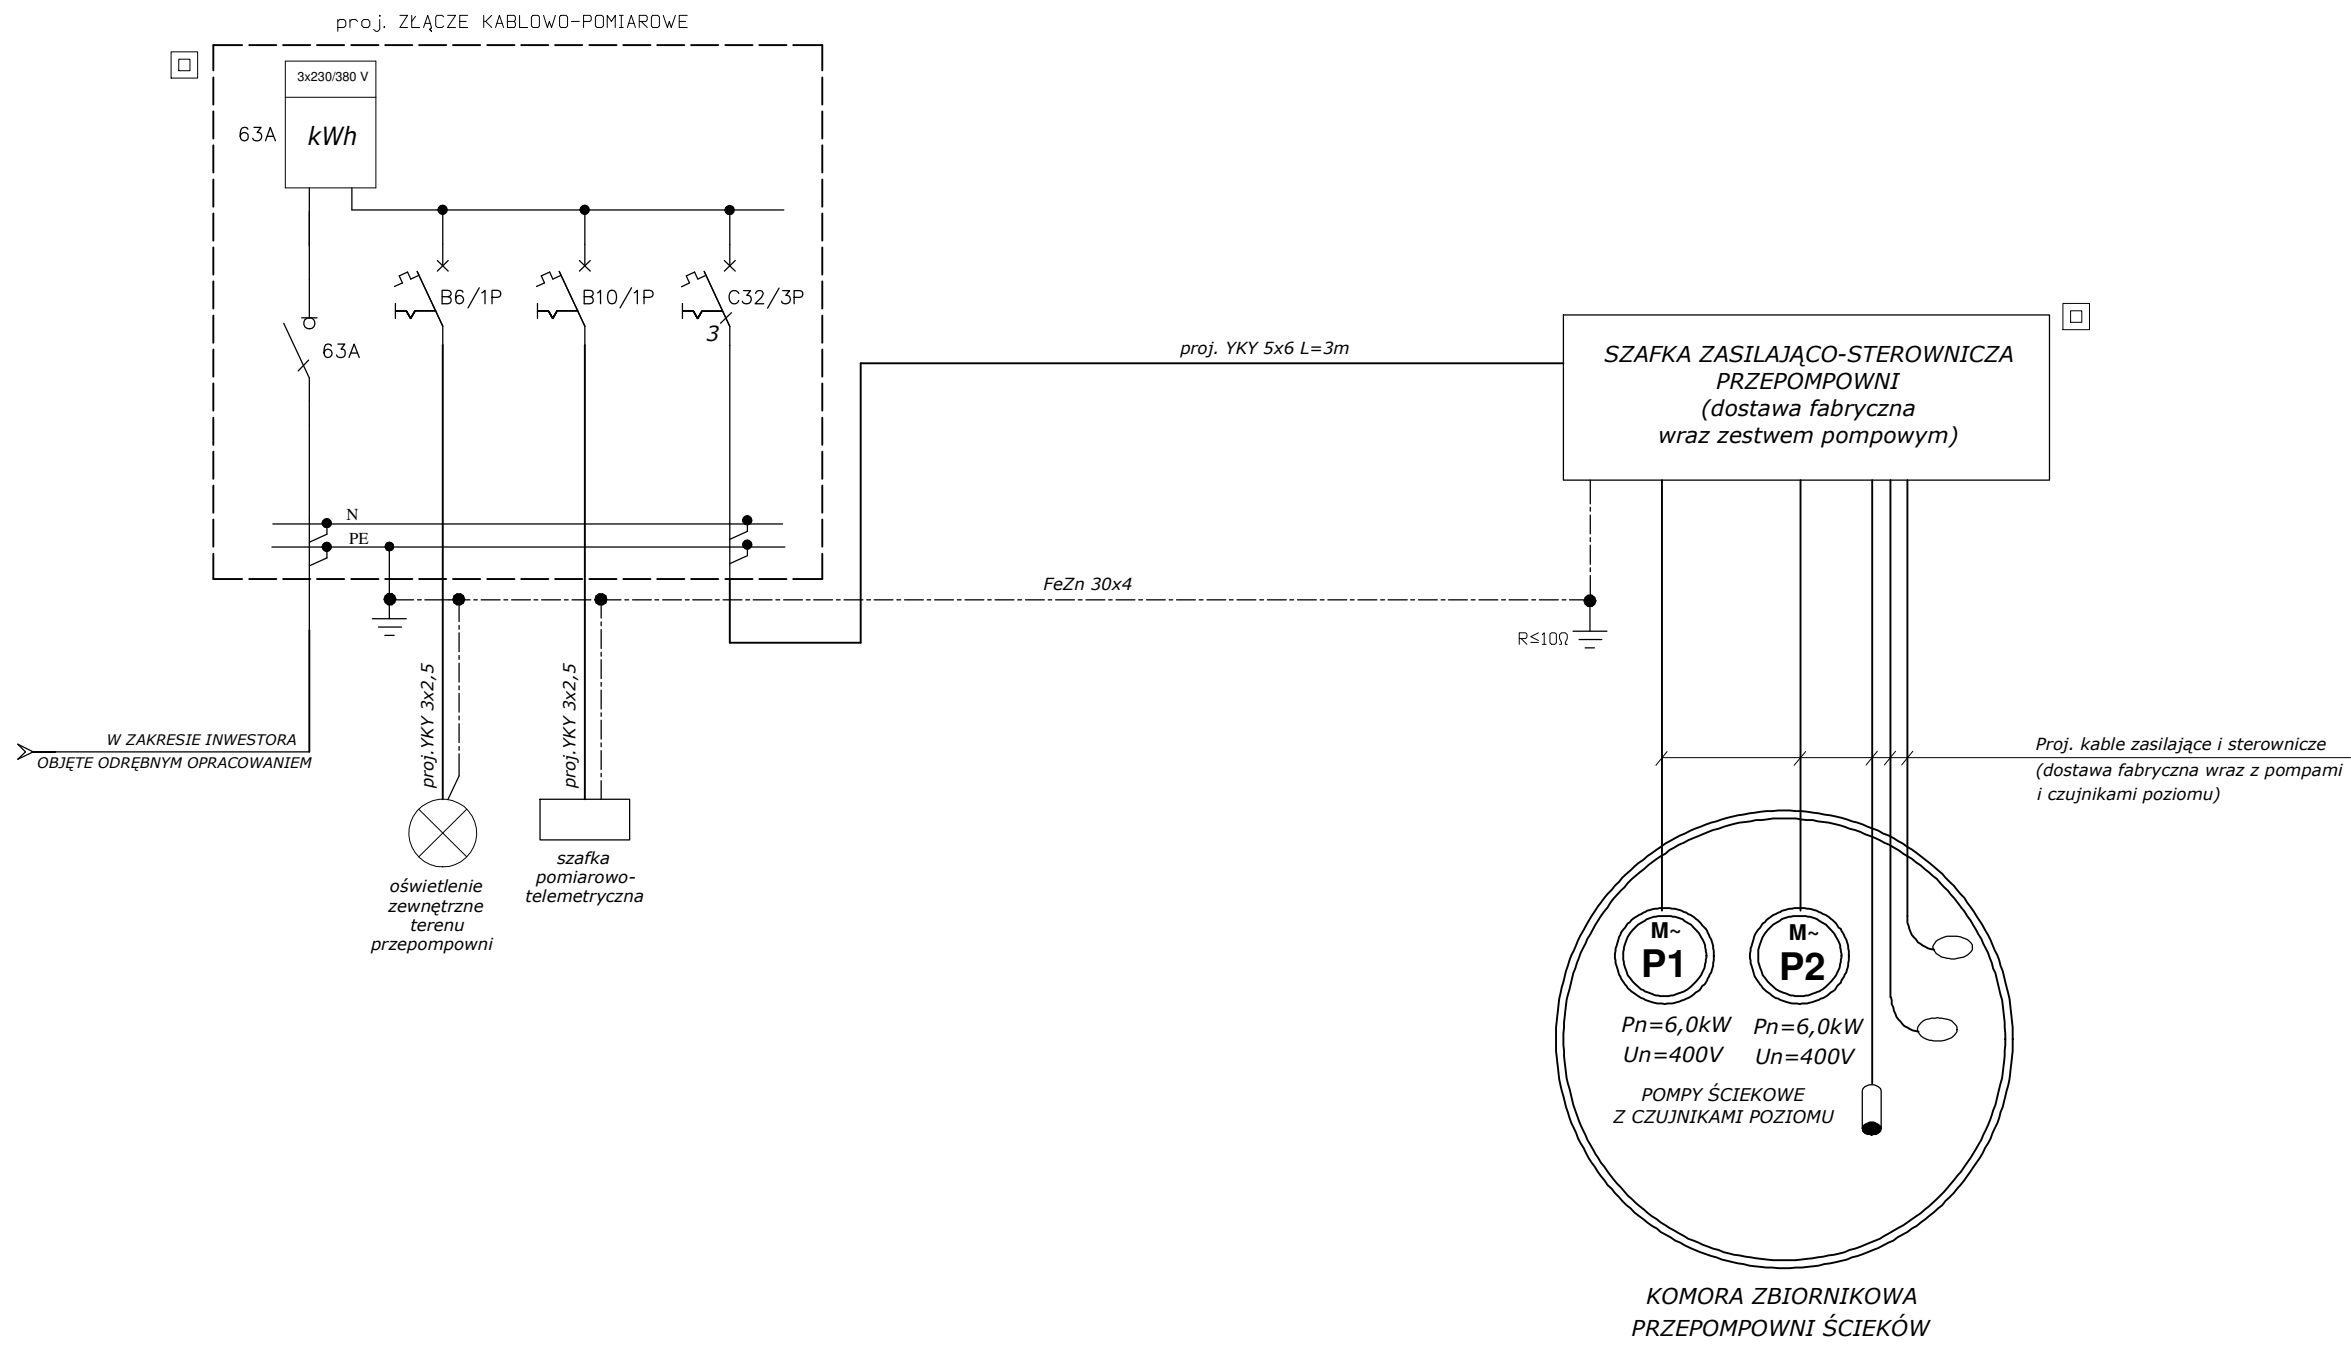 proj. ZŁĄCZE KABLOWO-POMIAROWE
3x230/380 V
63A
kWh
B6/1P
B10/1P
C32/3P
3
63A
N
PE
proj. YKY 5x6 L=3m
SZAFKA ZASILAJĄCO-STEROWNICZA
PRZEPOMPOWNI
(dostawa fabryczna
wraz zestwem pompowym)
FeZn 30x4
R≤10Ω
proj.YKY 3x2,5
proj.YKY 3x2,5
W ZAKRESIE INWESTORA
OBJĘTE ODRĘBNYM OPRACOWANIEM
oświetlenie
zewnętrzne
terenu
przepompowni
szafka
pomiarowo-
telemetryczna
Proj. kable zasilające i sterownicze
(dostawa fabryczna wraz z pompami
i czujnikami poziomu)
M~
P1
M~
P2
Pn=6,0kW
Un=400V
Pn=6,0kW
Un=400V
POMPY ŚCIEKOWE
Z CZUJNIKAMI POZIOMU
KOMORA ZBIORNIKOWA
PRZEPOMPOWNI ŚCIEKÓW